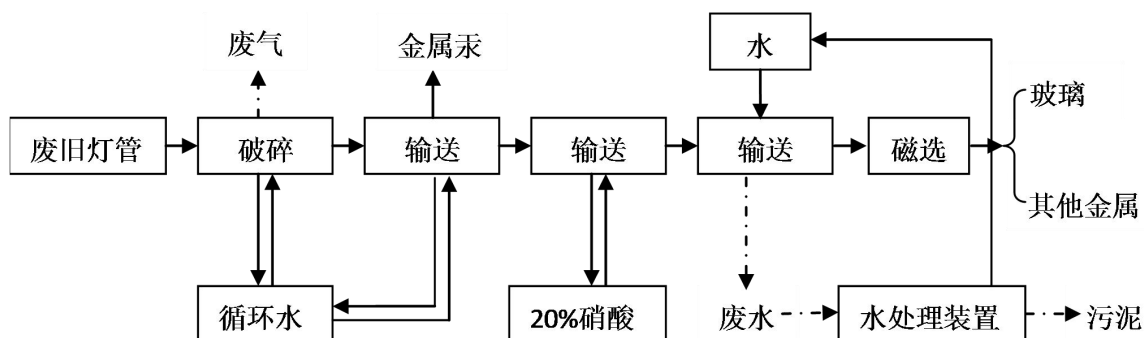 废气
金属汞
水
玻璃
废旧灯管
破碎
输送
输送
输送
磁选
其他金属
循环水
20%硝酸
废水
水处理装置
污泥